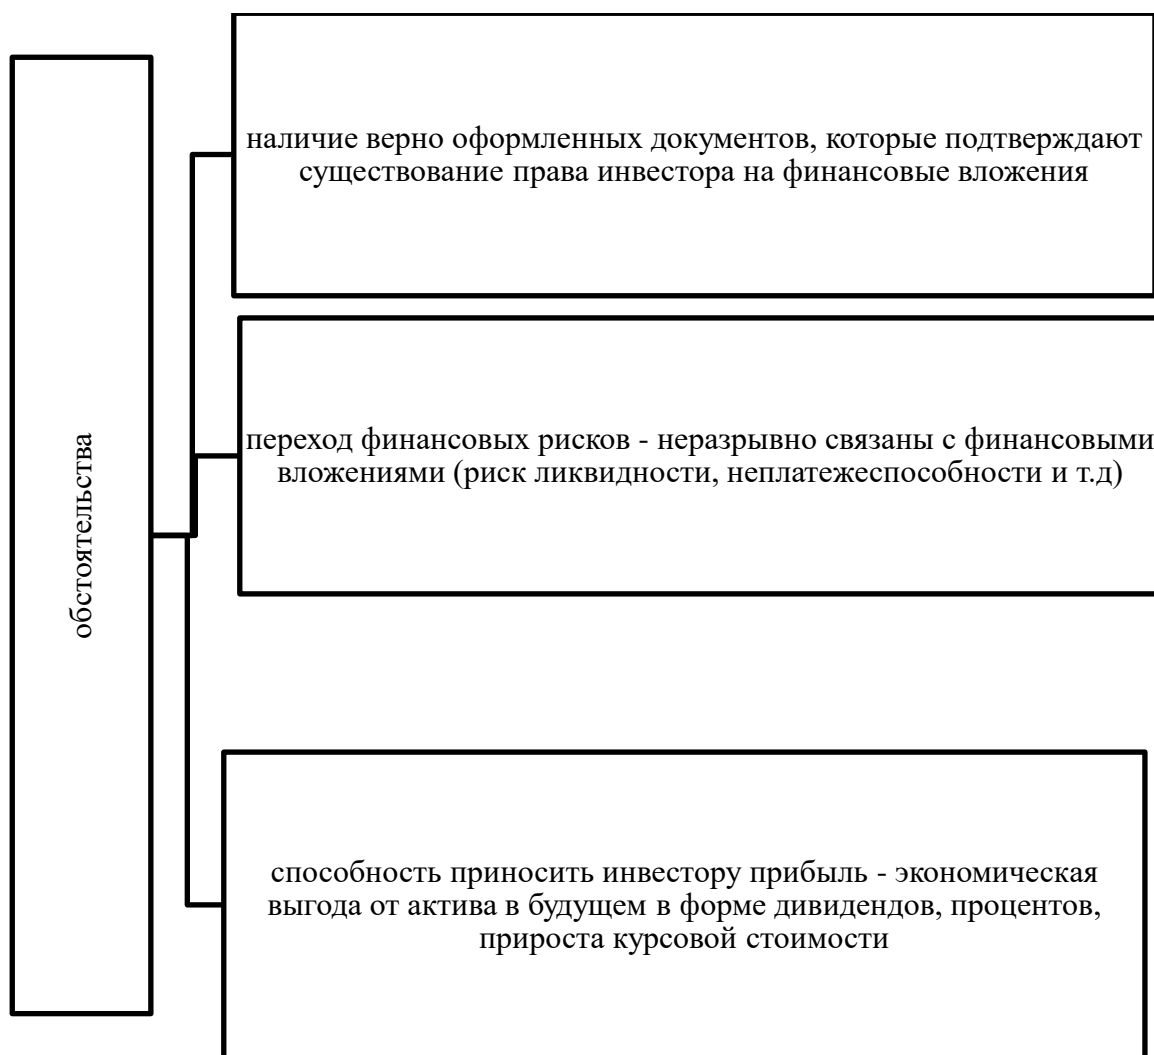 обстоятельства
наличие верно оформленных документов, которые подтверждают
существование права инвестора на финансовые вложения
переход финансовых рисков - неразрывно связаны с финансовыми
вложениями (риск ликвидности, неплатежеспособности и т.д)
способность приносить инвестору прибыль - экономическая
выгода от актива в будущем в форме дивидендов, процентов,
прироста курсовой стоимости